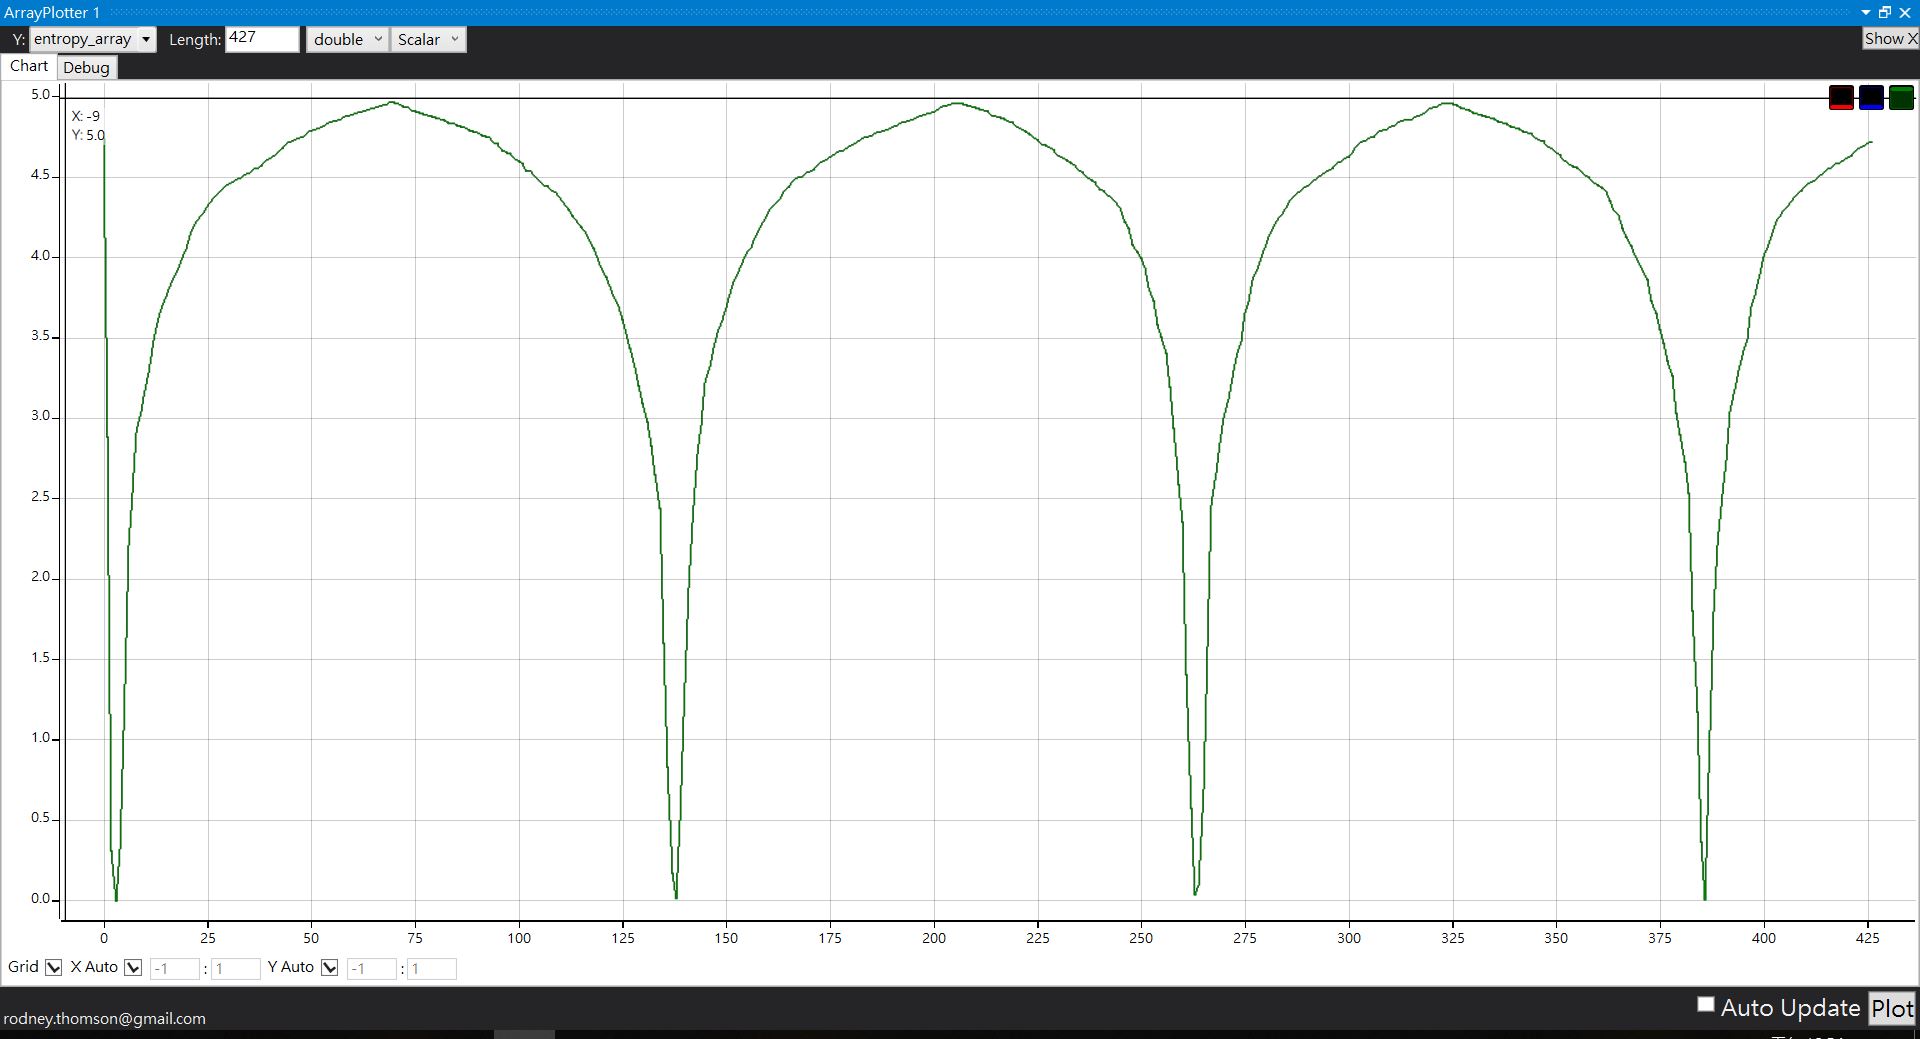 ArrayPlotter 1
Y: entropy_array Length: 427 double Scalar Show X
Chart Debug
X: -9
Y: 5.0
5.0
4.5
4.0
3.5
3.0
2.5
2.0
1.5
1.0
0.5
0.0
0 25 50 75 100 125 150 175 200 225 250 275 300 325 350 375 400 425
Grid X Auto -1 : 1 Y Auto -1 : 1
Auto Update Plot
rodney.thomson@gmail.com